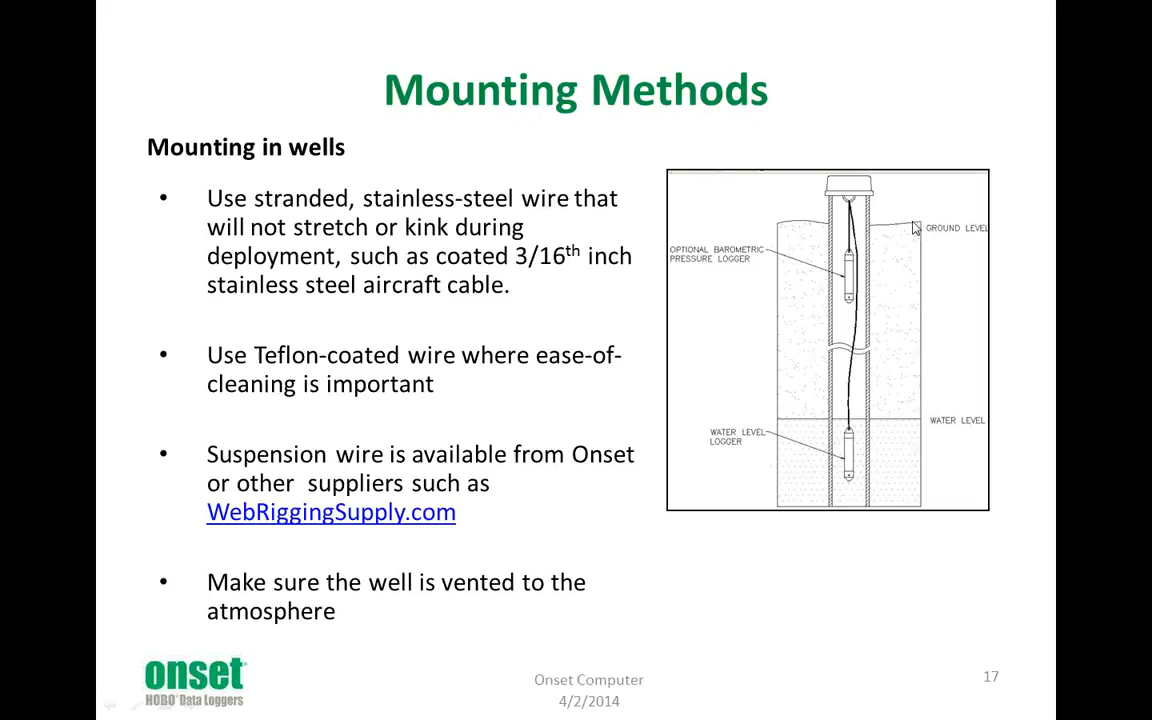 Mounting Methods
Mounting in wells
• Use stranded, stainless-steel wire that
will not stretch or kink during
deployment, such as coated 3/16th inch
stainless steel aircraft cable.
• Use Teflon-coated wire where ease-of-
cleaning is important
• Suspension wire is available from Onset
or other suppliers such as
WebRiggingSupply.com
• Make sure the well is vented to the
atmosphere
GROUND LEVEL
OPTIONAL BAROMETRIC
PRESSURE LOGGER
WATER LEVEL
WATER LEVEL
LOGGER
onset
HOBO® Data Loggers
Onset Computer
4/2/2014
17